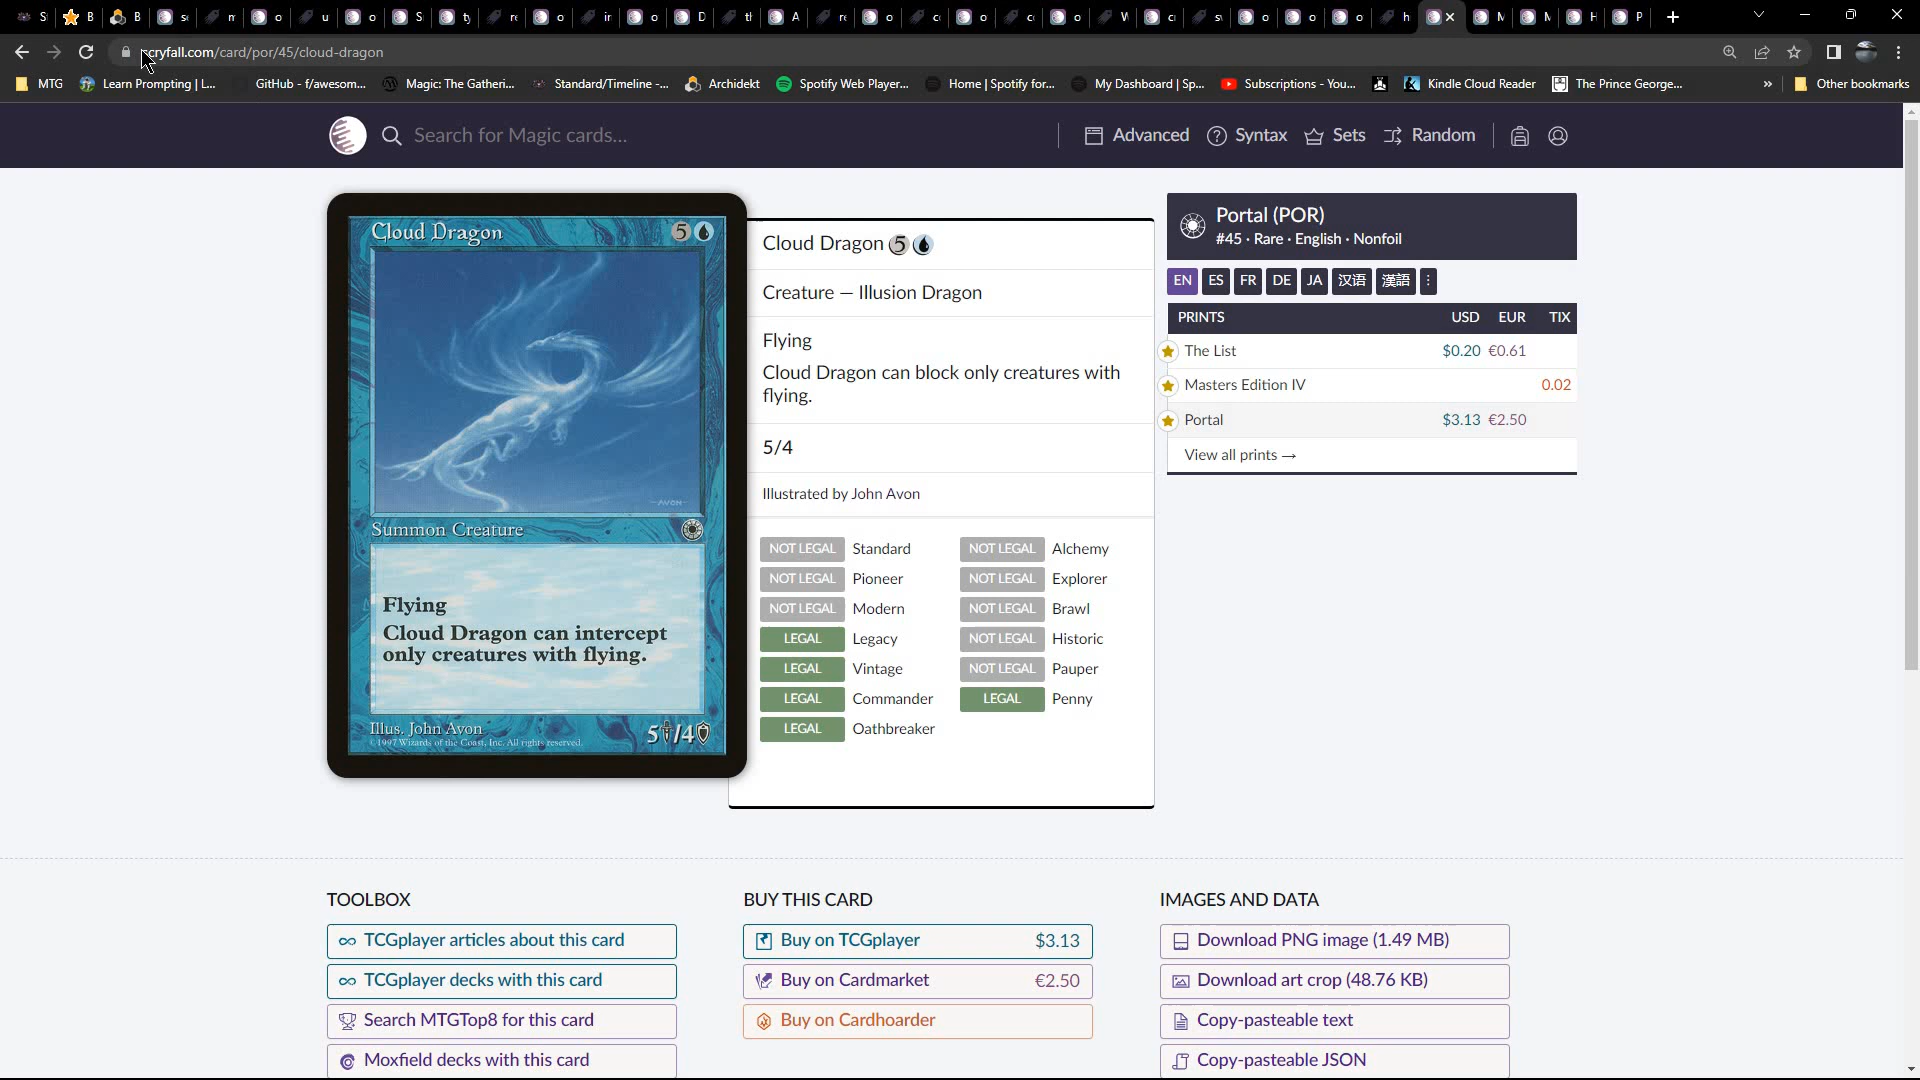 scryfall.com/card/por/45/cloud-dragon
MTG
Learn Prompting | L...
GitHub - f/awesom...
Magic: The Gatheri...
Standard/Timeline -...
Archidekt
Spotify Web Player...
Home | Spotify for...
My Dashboard | Sp...
Subscriptions - You...
Kindle Cloud Reader
The Prince George...
»
Other bookmarks
Search for Magic cards...
Advanced
Syntax
Sets
Random
Cloud Dragon 5
Summon Creature
Flying
Cloud Dragon can intercept
only creatures with flying.
Illus. John Avon
©1997 Wizards of the Coast, Inc. All rights reserved.
5/4
AVON
Cloud Dragon 5
Creature — Illusion Dragon
Flying
Cloud Dragon can block only creatures with
flying.
5/4
Illustrated by John Avon
NOT LEGAL Standard NOT LEGAL Alchemy
NOT LEGAL Pioneer NOT LEGAL Explorer
NOT LEGAL Modern NOT LEGAL Brawl
LEGAL Legacy NOT LEGAL Historic
LEGAL Vintage NOT LEGAL Pauper
LEGAL Commander LEGAL Penny
LEGAL Oathbreaker
Portal (POR)
#45 · Rare · English · Nonfoil
EN ES FR DE JA 汉语 漢語
PRINTS USD EUR TIX
The List $0.20 €0.61
Masters Edition IV 0.02
Portal $3.13 €2.50
View all prints →
TOOLBOX
TCGplayer articles about this card
TCGplayer decks with this card
Search MTGTop8 for this card
Moxfield decks with this card
BUY THIS CARD
Buy on TCGplayer $3.13
Buy on Cardmarket €2.50
Buy on Cardhoarder
IMAGES AND DATA
Download PNG image (1.49 MB)
Download art crop (48.76 KB)
Copy-pasteable text
Copy-pasteable JSON